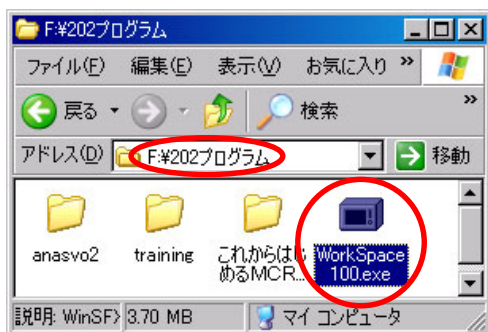 F:¥202プログラム
ファイル(F) 編集(E) 表示(V) お気に入り »
戻る 検索 »
アドレス(D) F:¥202プログラム 移動
anasvo2 training これからはじ WorkSpace
めるMCR... 100.exe
説明: WinSF> 3.70 MB マイ コンピュータ